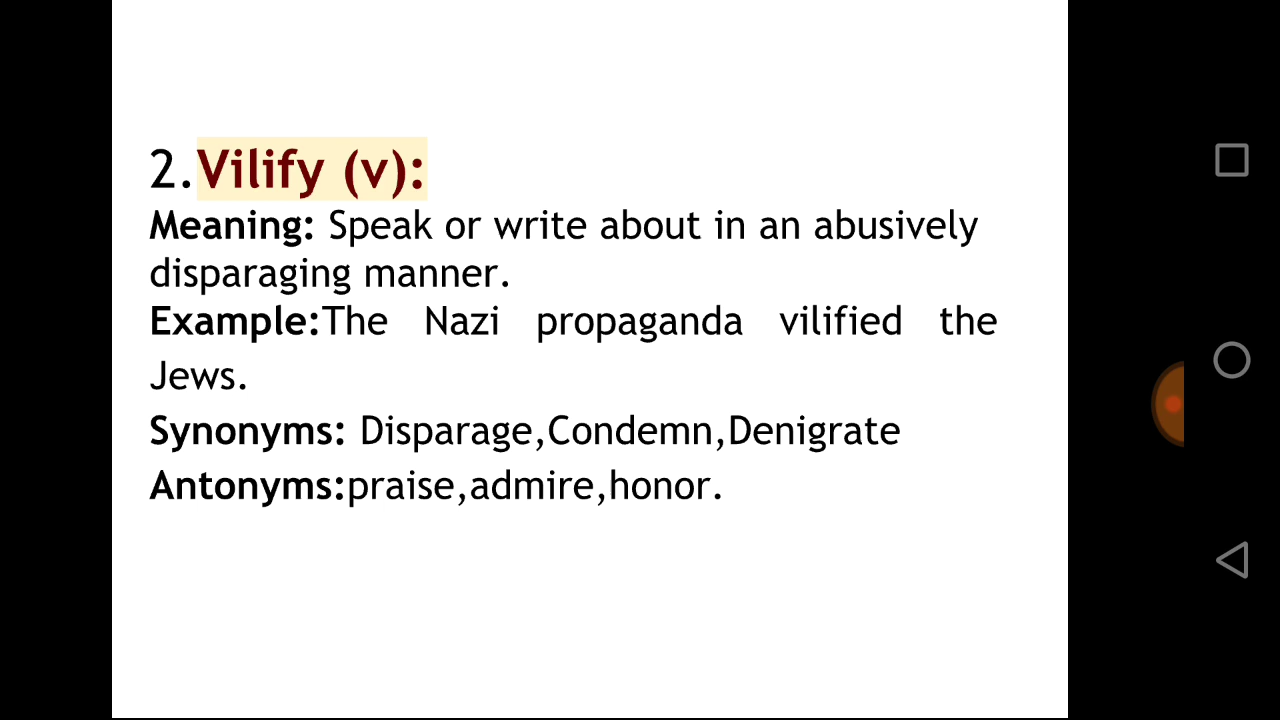 2.Vilify (v):
Meaning: Speak or write about in an abusively
disparaging manner.
Example:The Nazi propaganda vilified the
Jews.
Synonyms: Disparage,Condemn,Denigrate
Antonyms:praise,admire,honor.